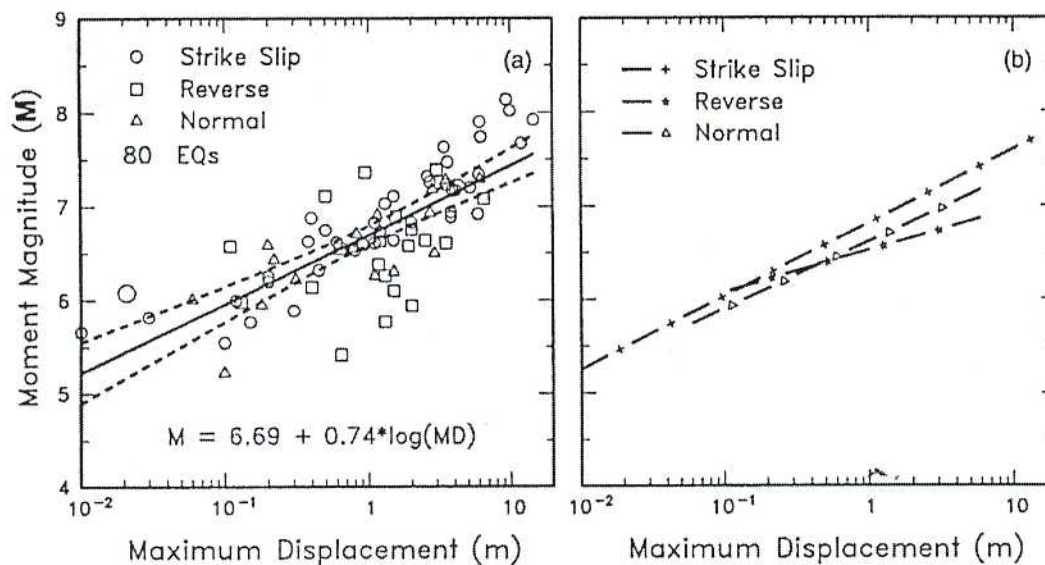 Moment Magnitude (M)
9
8
7
6
5
4
Strike Slip
Reverse
Normal
80 EQs
(a)
M = 6.69 + 0.74*log(MD)
10⁻²
10⁻¹
1
10
Maximum Displacement (m)
Strike Slip
Reverse
Normal
(b)
10⁻²
10⁻¹
1
10
Maximum Displacement (m)